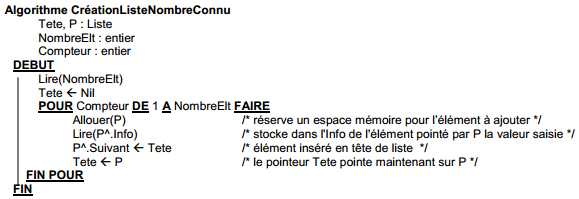 Algorithme CréationListeNombreConnu
Tete, P : Liste
NombreElt : entier
Compteur : entier
DEBUT
Lire(NombreElt)
Tete ← Nil
POUR Compteur DE 1 A NombreElt FAIRE
Allouer(P) /* réserve un espace mémoire pour l'élément à ajouter */
Lire(P^.Info) /* stocke dans l'Info de l'élément pointé par P la valeur saisie */
P^.Suivant ← Tete /* élément inséré en tête de liste */
Tete ← P /* le pointeur Tete pointe maintenant sur P */
FIN POUR
FIN